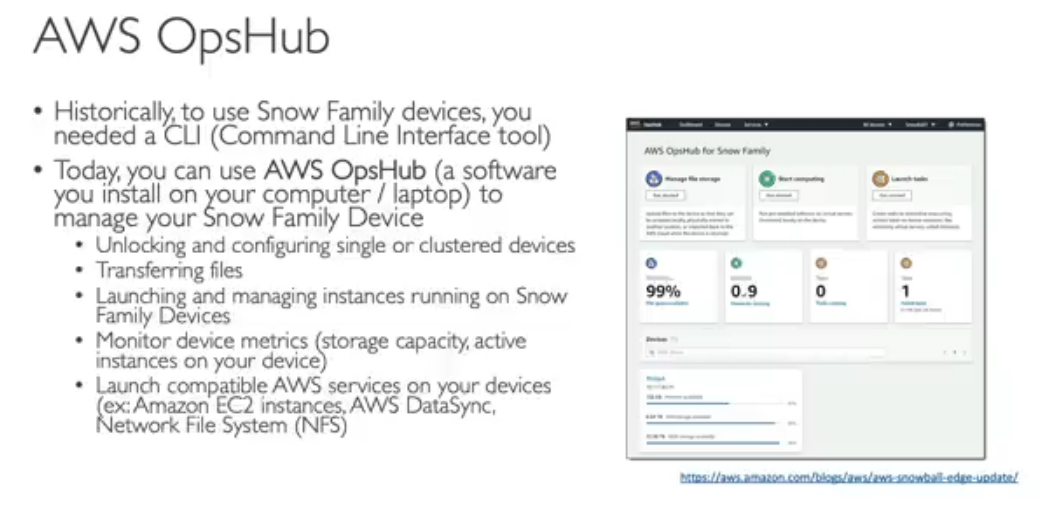 AWS OpsHub
• Historically, to use Snow Family devices, you
needed a CLI (Command Line Interface tool)
• Today, you can use AWS OpsHub (a software
you install on your computer / laptop) to
manage your Snow Family Device
• Unlocking and configuring single or clustered devices
• Transferring files
• Launching and managing instances running on Snow
Family Devices
• Monitor device metrics (storage capacity, active
instances on your device)
• Launch compatible AWS services on your devices
(ex: Amazon EC2 instances, AWS DataSync,
Network File System (NFS)
AWS OpsHub for Snow Family
Manage file storage
Start computing
Launch tasks
99%
0.9
0
1
Devices
https://aws.amazon.com/blogs/aws/aws-snowball-edge-update/